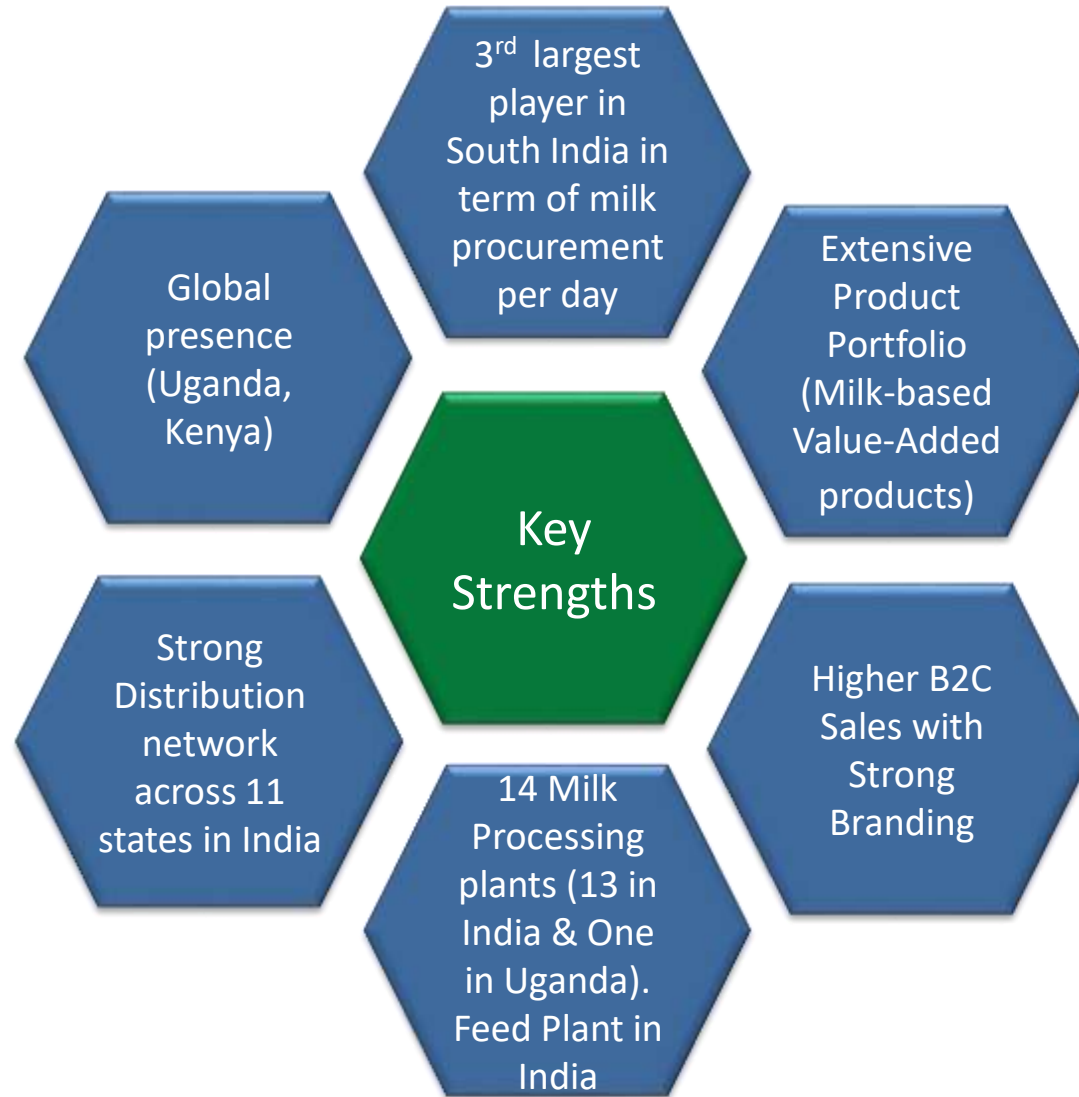 3rd largest
player in
South India in
term of milk
procurement
per day
Extensive
Product
Portfolio
(Milk-based
Value-Added
products)
Higher B2C
Sales with
Strong
Branding
14 Milk
Processing
plants (13 in
India & One
in Uganda).
Feed Plant in
India
Strong
Distribution
network
across 11
states in India
Global
presence
(Uganda,
Kenya)
Key
Strengths